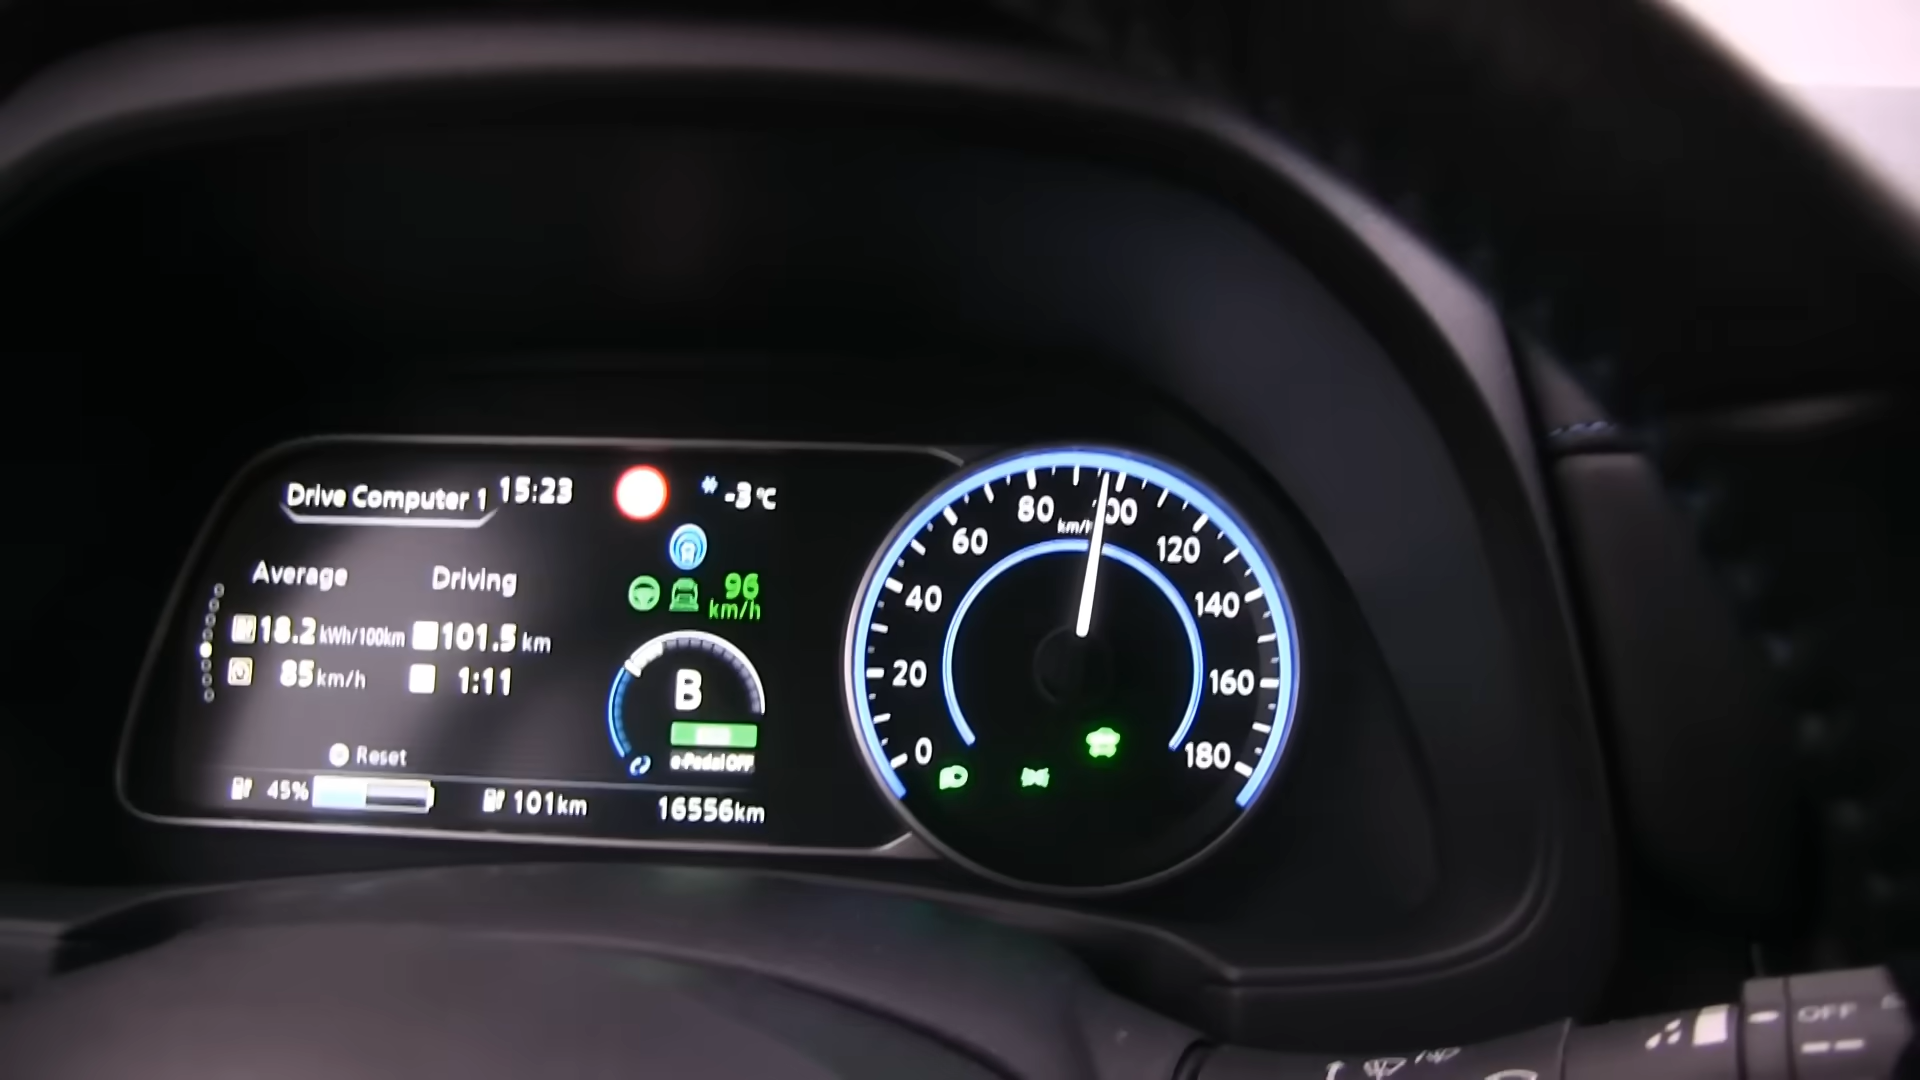 Drive Computer 1 15:23 -3°C
Average Driving
96
km/h
18.2 kWh/100km 101.5 km
85 km/h 1:11
B
e-Pedal OFF
Reset
45% 101km 16556km
0
20
40
60
80
km/h
100
120
140
160
180
OFF